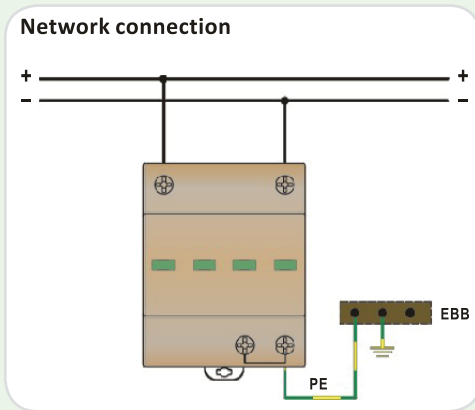 Network connection
+ +
– –
EBB
PE